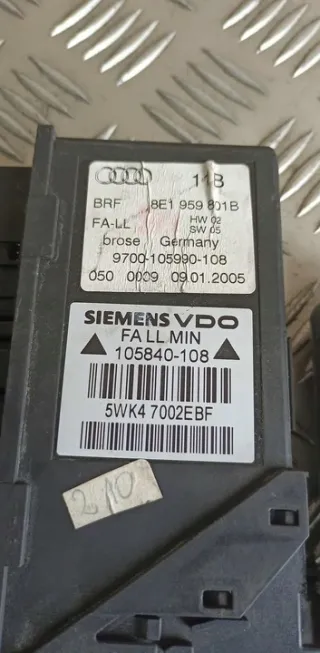 11B
BRF 8E1 959 801B
FA-LL HW 02
SW 05
brose Germany
9700-105990-108
050 0009 09.01.2005
SIEMENS VDO
FA LL MIN
105840-108
5WK4 7002EBF
210